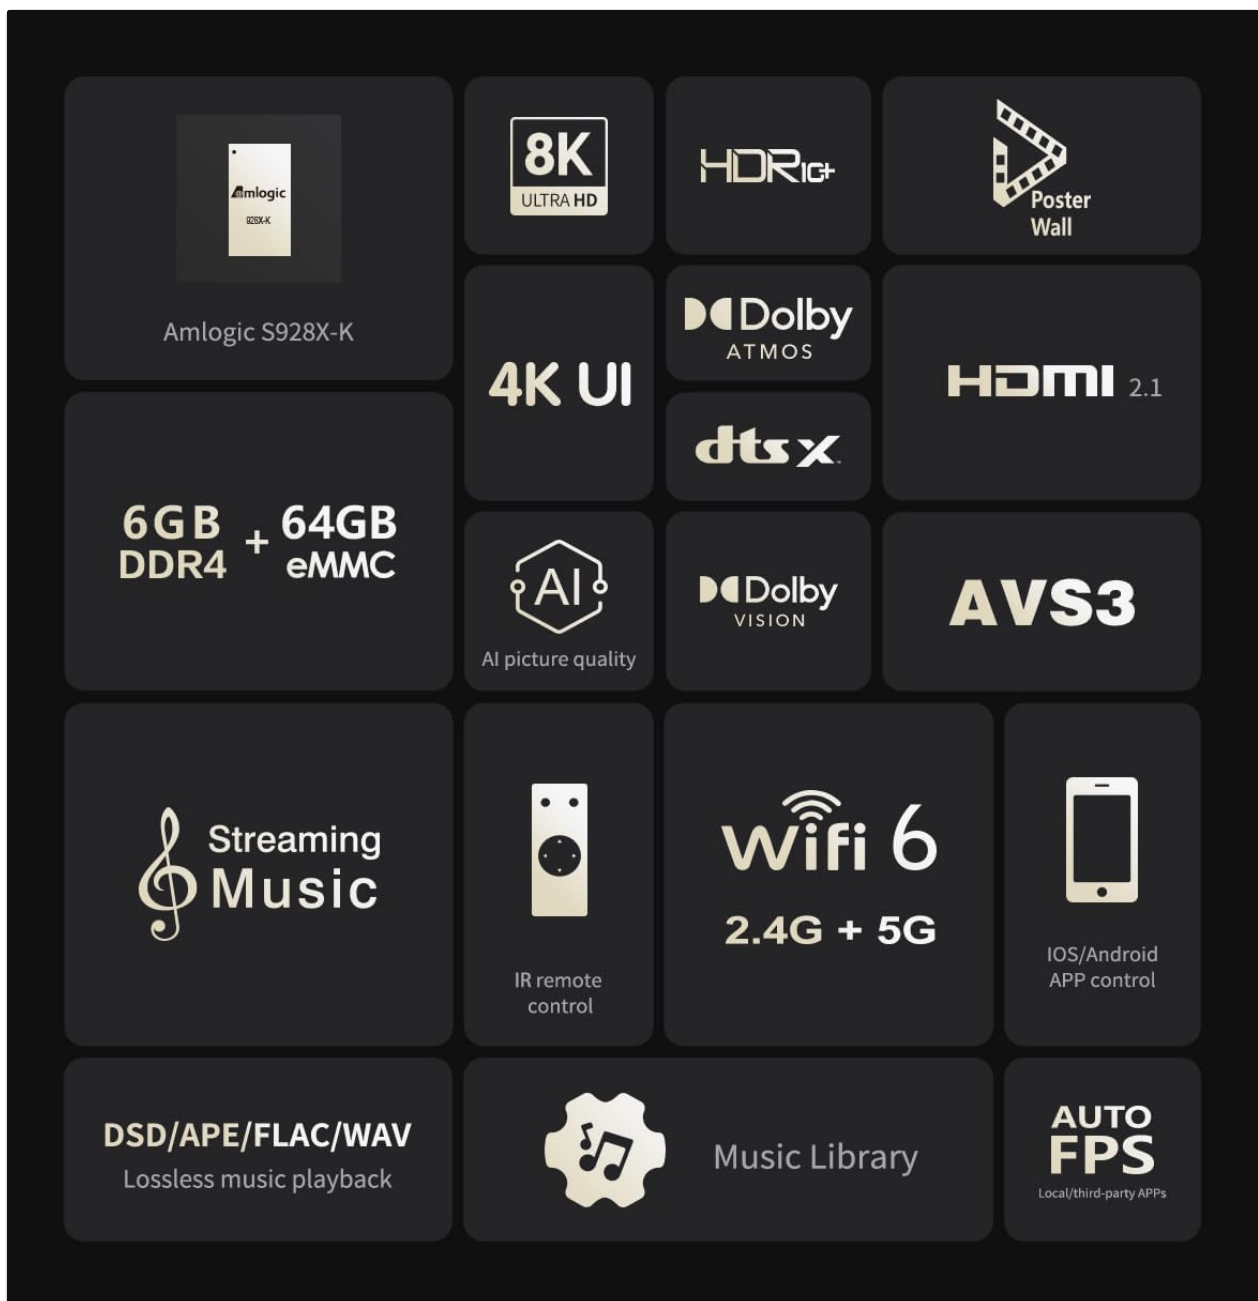 Amlogic
928X-K
Amlogic S928X-K
8K
ULTRA HD
HDR10+
Poster
Wall
4K UI
Dolby
ATMOS
dts x
HDMI 2.1
6GB + 64GB
DDR4 eMMC
AI
AI picture quality
Dolby
VISION
AVS3
Streaming
Music
IR remote
control
Wifi 6
2.4G + 5G
IOS/Android
APP control
DSD/APE/FLAC/WAV
Lossless music playback
Music Library
AUTO
FPS
Local/third-party APPs